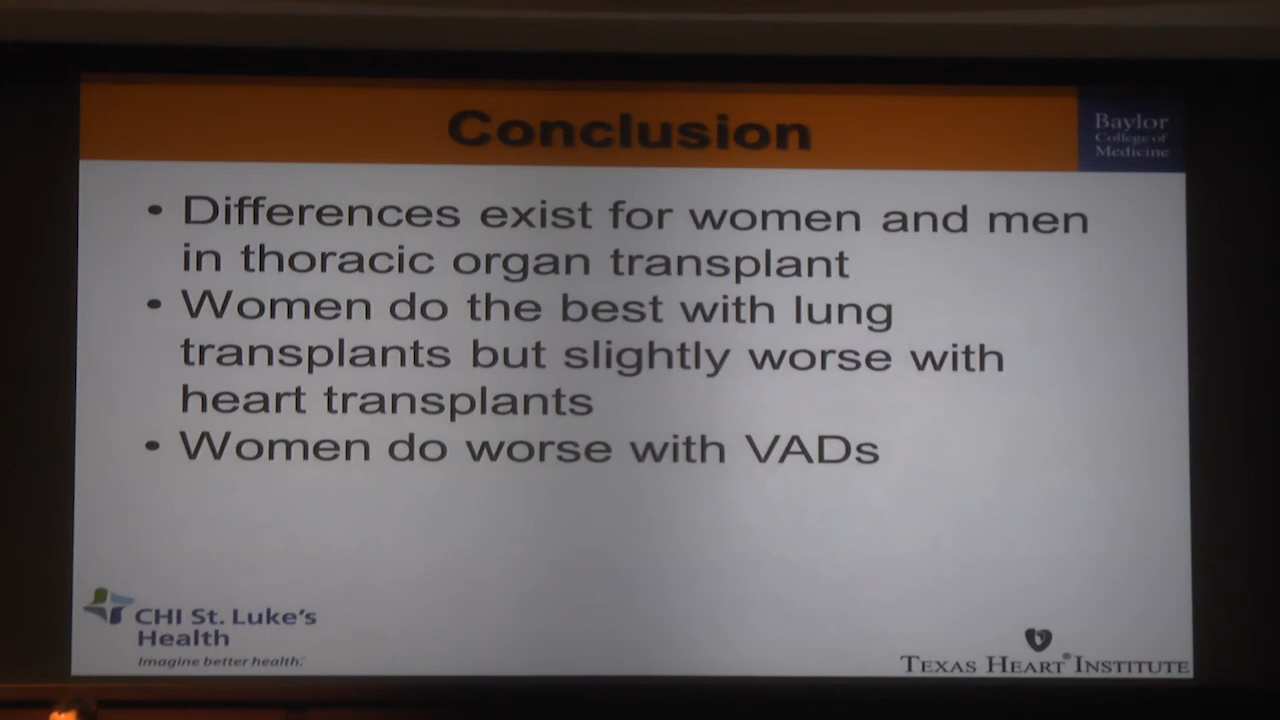 Conclusion
Baylor
College of
Medicine
• Differences exist for women and men
in thoracic organ transplant
• Women do the best with lung
transplants but slightly worse with
heart transplants
• Women do worse with VADs
CHI St. Luke's
Health
Imagine better health.
TEXAS HEART® INSTITUTE